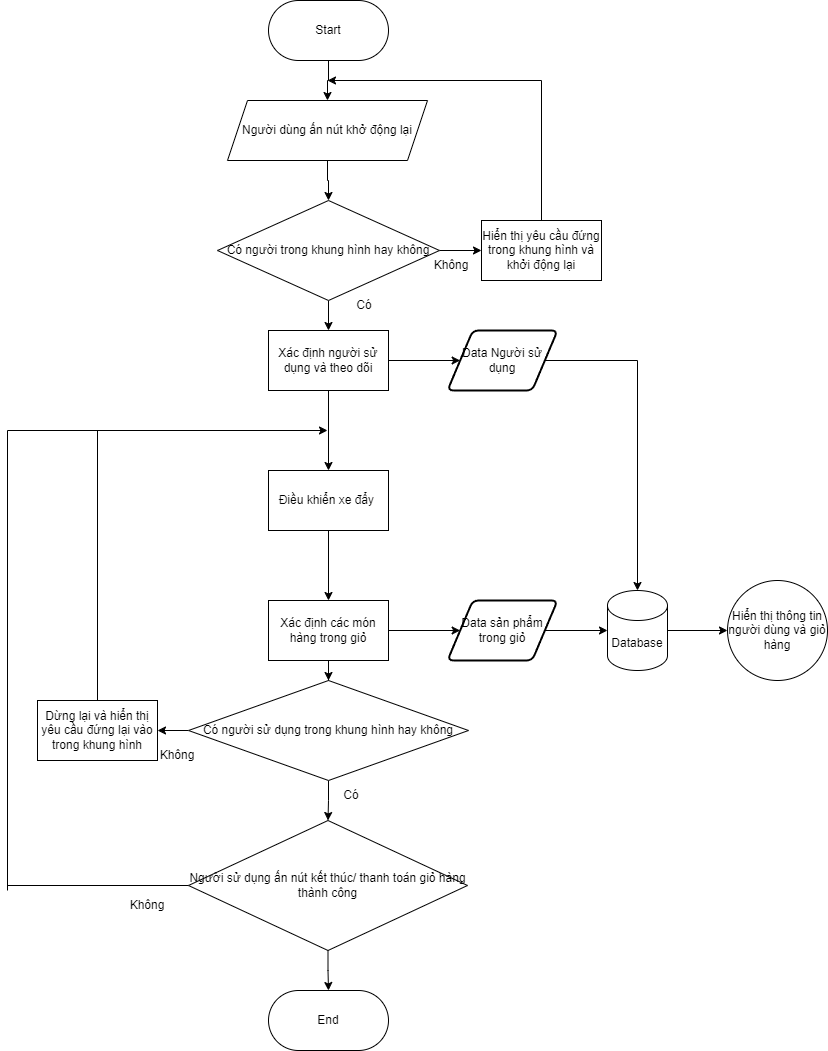 Start
Người dùng ấn nút khở động lại
Có người trong khung hình hay không
Không
Hiển thị yêu cầu đứng
trong khung hình và
khởi động lại
Có
Xác định người sử
dụng và theo dõi
Data Người sử
dụng
Điều khiển xe đẩy
Xác định các món
hàng trong giỏ
Data sản phẩm
trong giỏ
Database
Hiển thị thông tin
người dùng và giỏ
hàng
Dừng lại và hiển thị
yêu cầu đứng lại vào
trong khung hình
Không
Có người sử dụng trong khung hình hay không
Có
Người sử dụng ấn nút kết thúc/ thanh toán giỏ hàng
thành công
Không
End